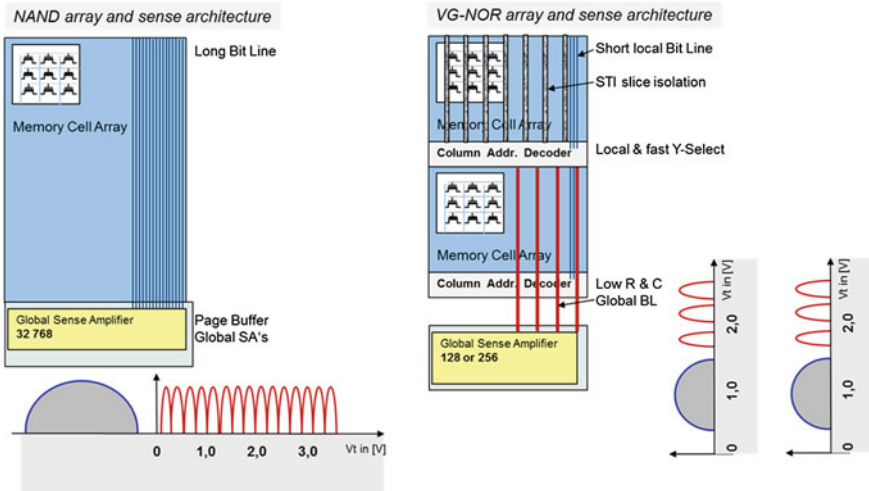 NAND array and sense architecture
Long Bit Line
Memory Cell Array
Global Sense Amplifier
32 768
Page Buffer
Global SA's
0 1,0 2,0 3,0 Vt in [V]
VG-NOR array and sense architecture
Short local Bit Line
STI slice isolation
Memory Cell Array
Column Addr. Decoder
Local & fast Y-Select
Memory Cell Array
Column Addr. Decoder
Low R & C
Global BL
Global Sense Amplifier
128 or 256
Vt in [V]
2,0
1,0
0
Vt in [V]
2,0
1,0
0